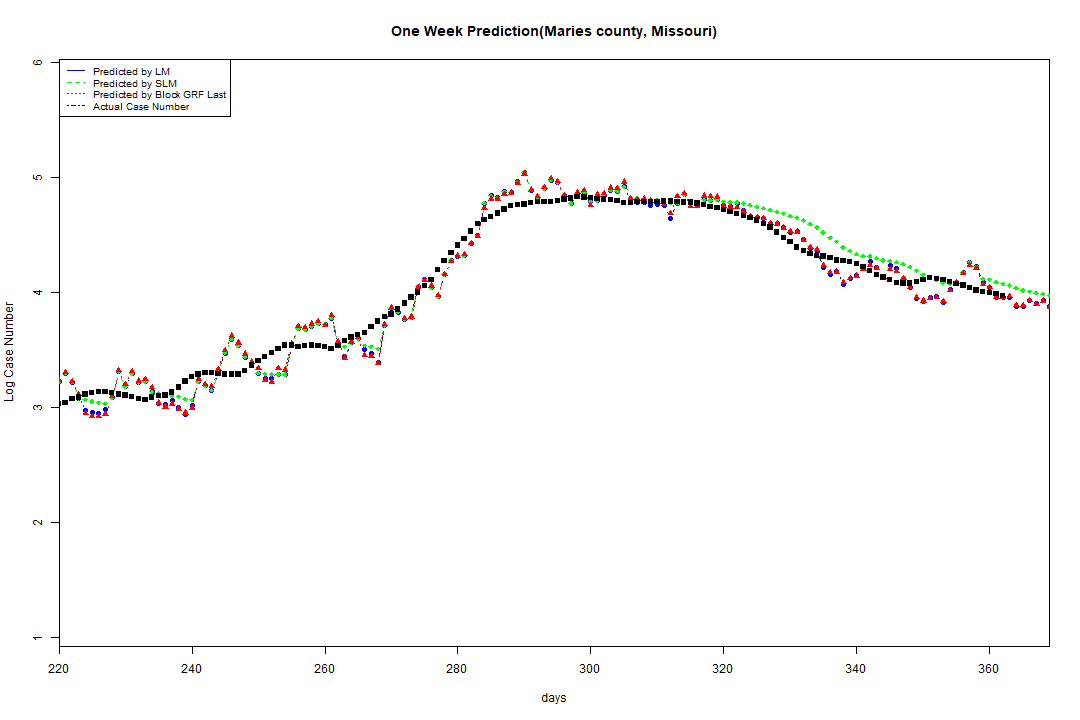 One Week Prediction(Maries county, Missouri)
Predicted by LM
Predicted by SLM
Predicted by Block GRF Last
Actual Case Number
6
5
4
3
2
1
Log Case Number
220 240 260 280 300 320 340 360
days